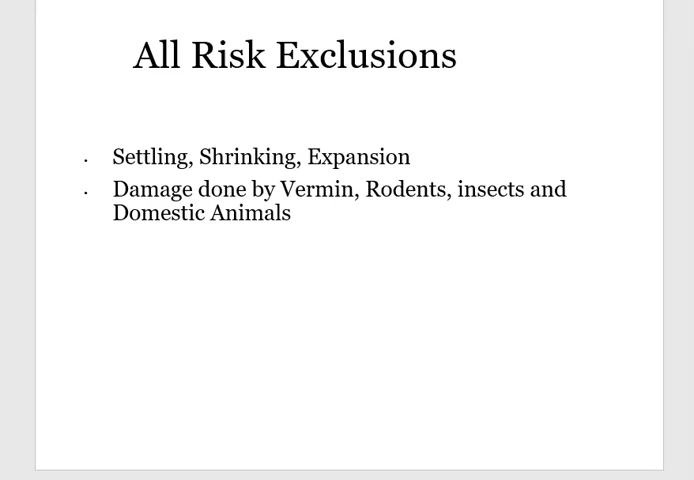 All Risk Exclusions
· Settling, Shrinking, Expansion
· Damage done by Vermin, Rodents, insects and
Domestic Animals